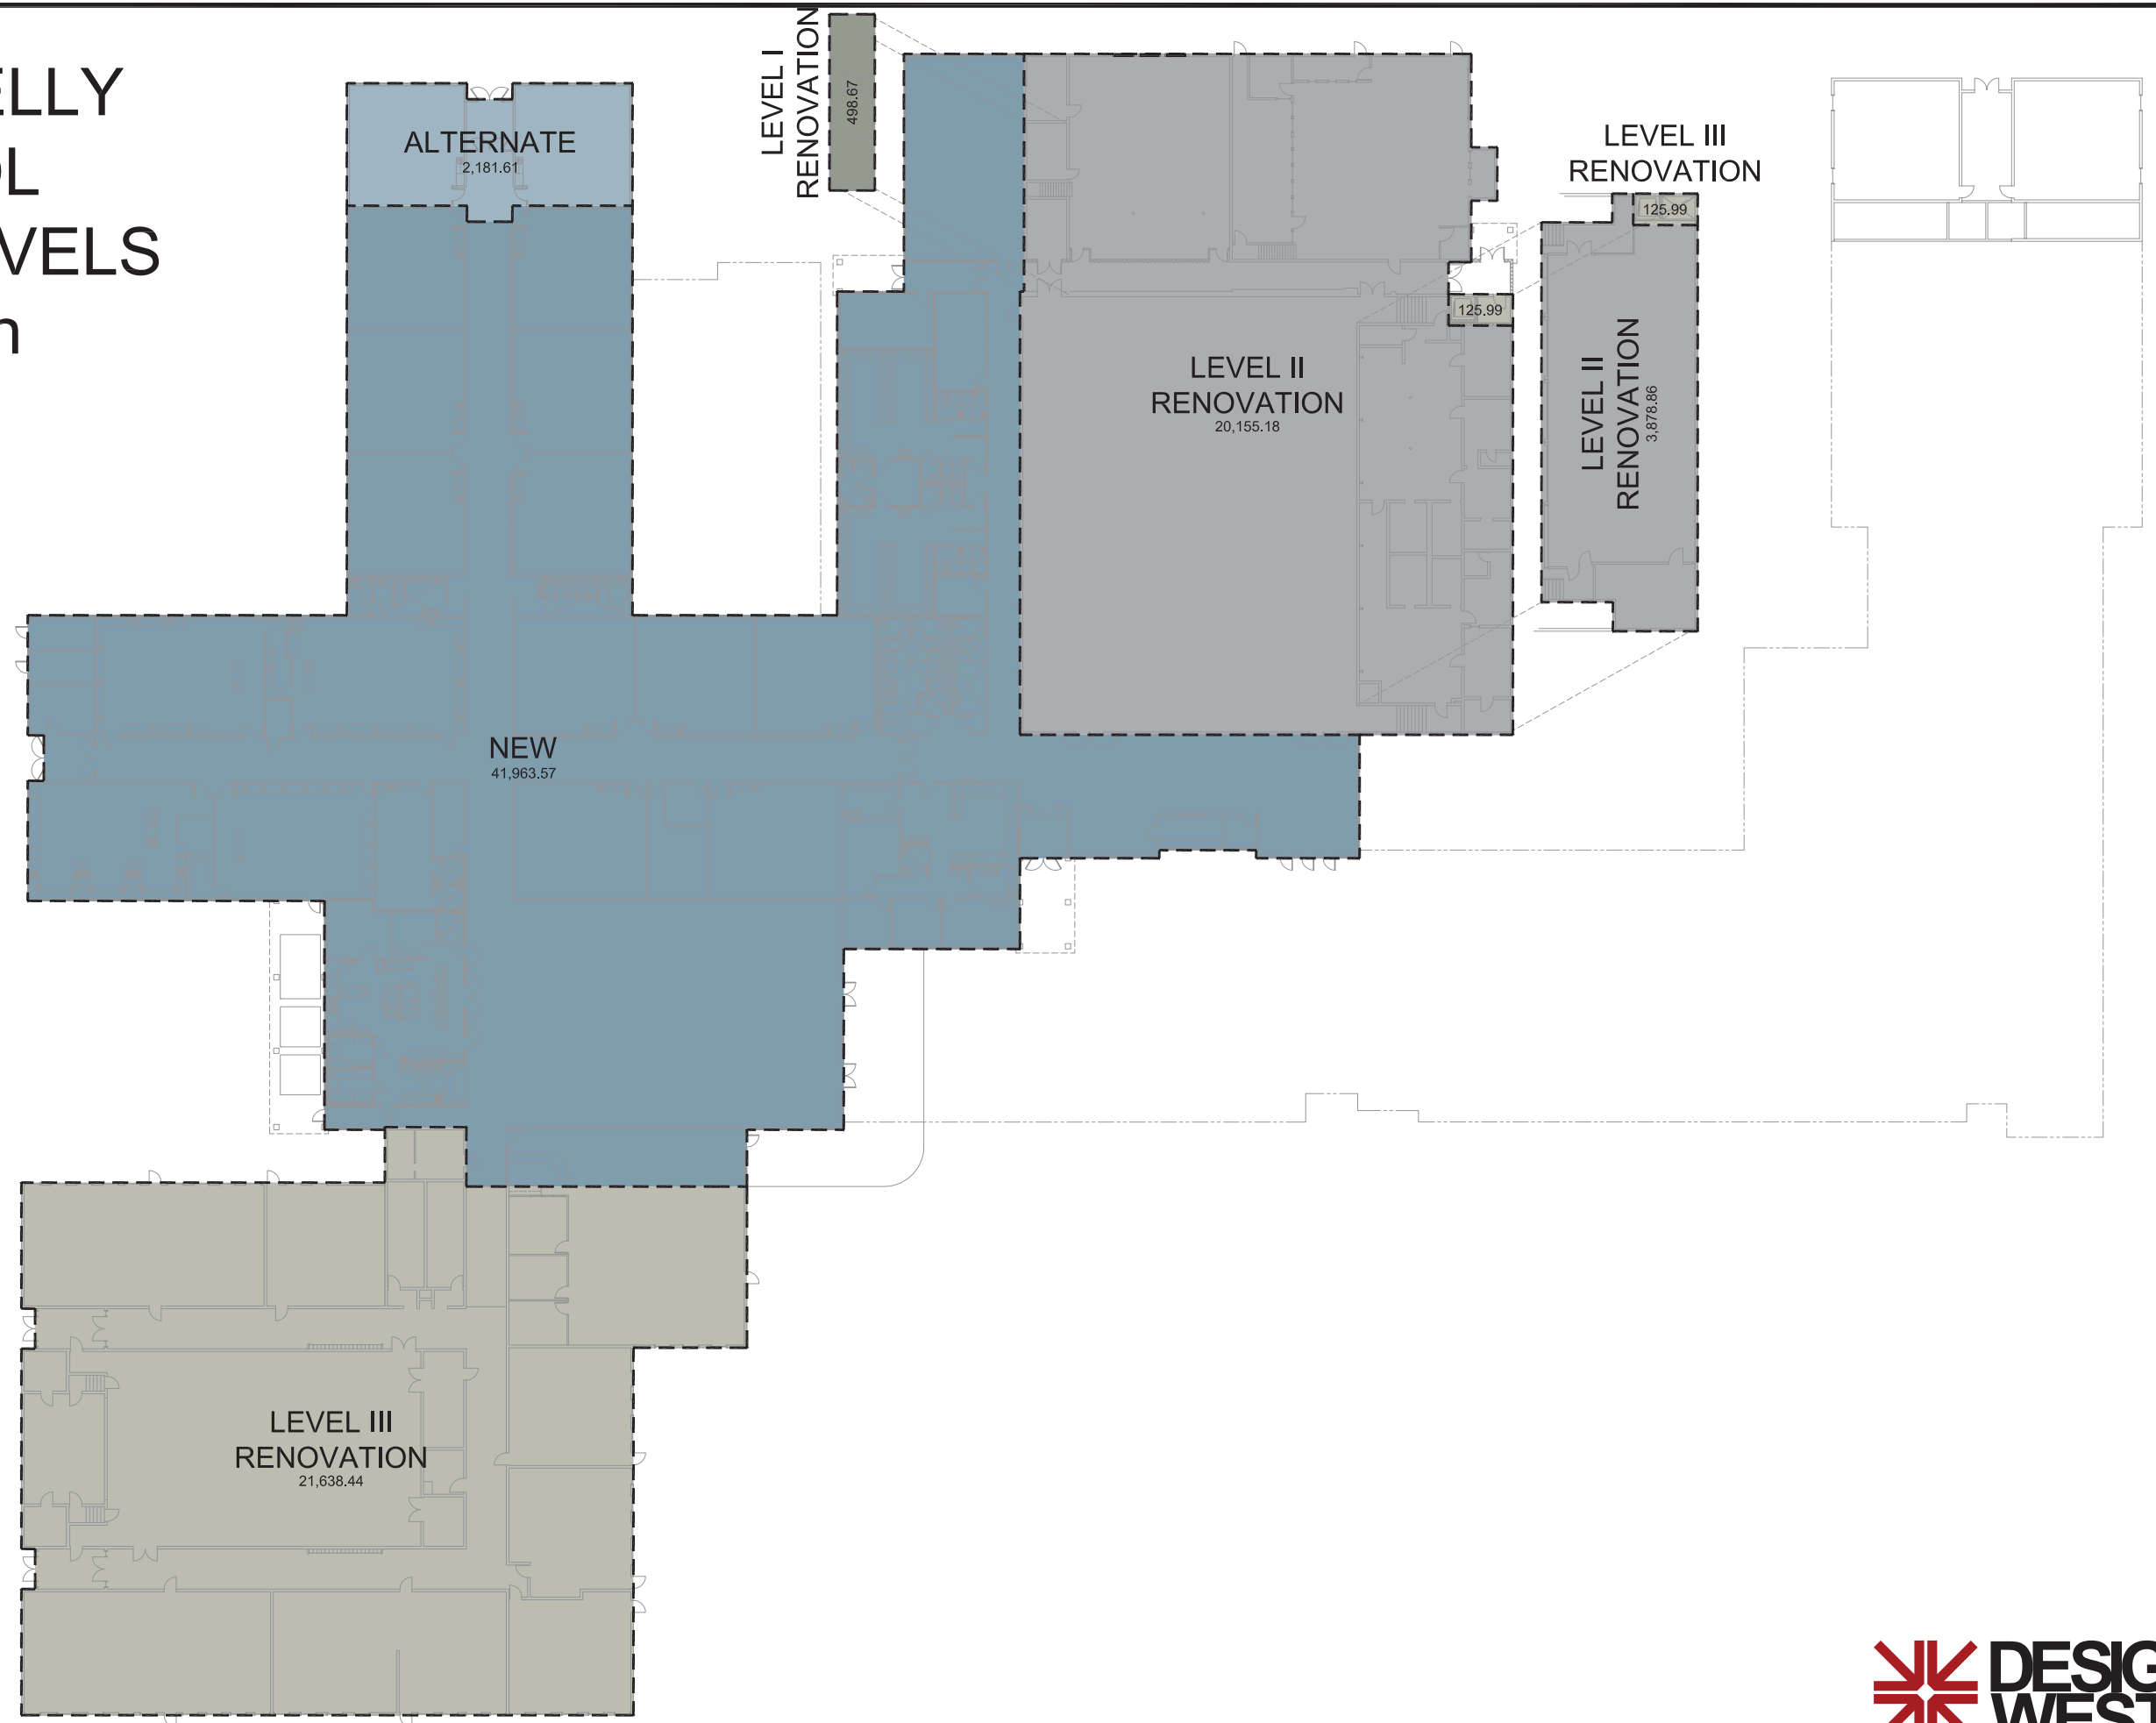 ELLY
OL
VELS
n
ALTERNATE
2,181.61
LEVEL I
RENOVATION
498.67
LEVEL III
RENOVATION
125.99
125.99
LEVEL II
RENOVATION
20,155.18
LEVEL II
RENOVATION
3,878.86
NEW
41,963.57
LEVEL III
RENOVATION
21,638.44
DESIG
WEST